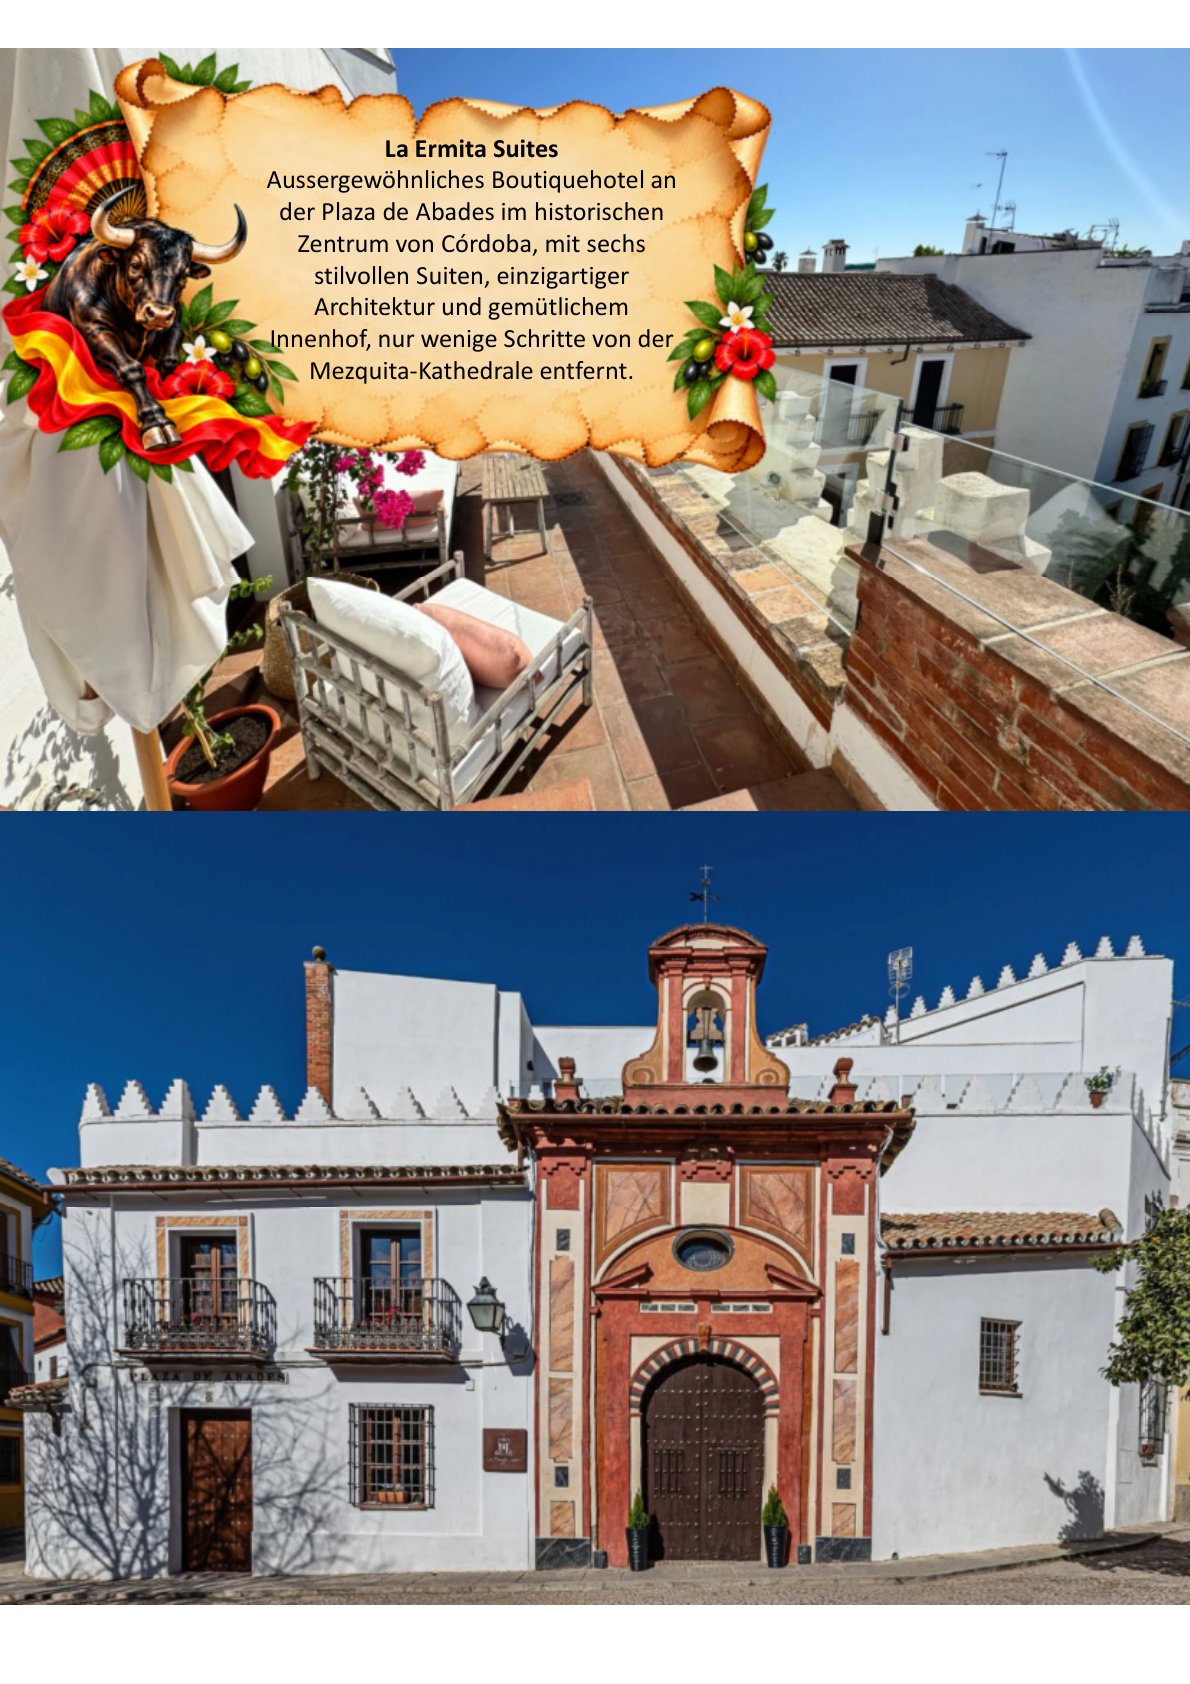 La Ermita Suites
Aussergewöhnliches Boutiquehotel an
der Plaza de Abades im historischen
Zentrum von Córdoba, mit sechs
stilvollen Suiten, einzigartiger
Architektur und gemütlichem
Innenhof, nur wenige Schritte von der
Mezquita-Kathedrale entfernt.
PLAZA DE ABADES